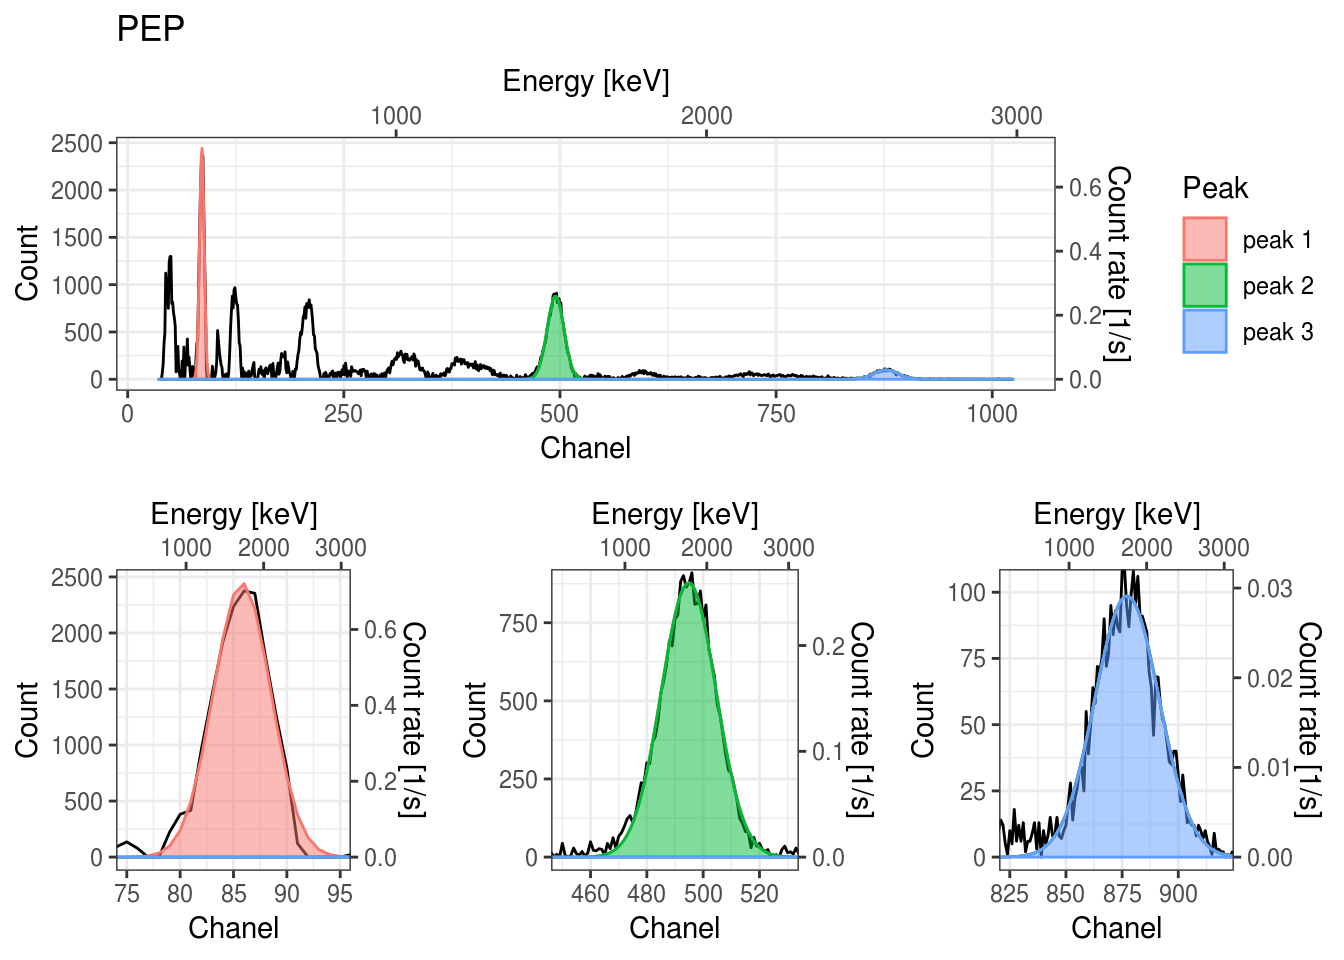 PEP
Energy [keV]
1000 2000 3000
2500
2000
1500
1000
500
0
Count
0.6
0.4
0.2
0.0
Count rate [1/s]
0 250 500 750 1000
Chanel
Peak
peak 1
peak 2
peak 3
Energy [keV]
1000 2000 3000
2500
2000
1500
1000
500
0
Count
0.6
0.4
0.2
0.0
Count rate [1/s]
75 80 85 90 95
Chanel
Energy [keV]
1000 2000 3000
750
500
250
0
Count
0.2
0.1
0.0
Count rate [1/s]
460 480 500 520
Chanel
Energy [keV]
1000 2000 3000
100
75
50
25
0
Count
0.03
0.02
0.01
0.00
Count rate [1/s]
825 850 875 900
Chanel